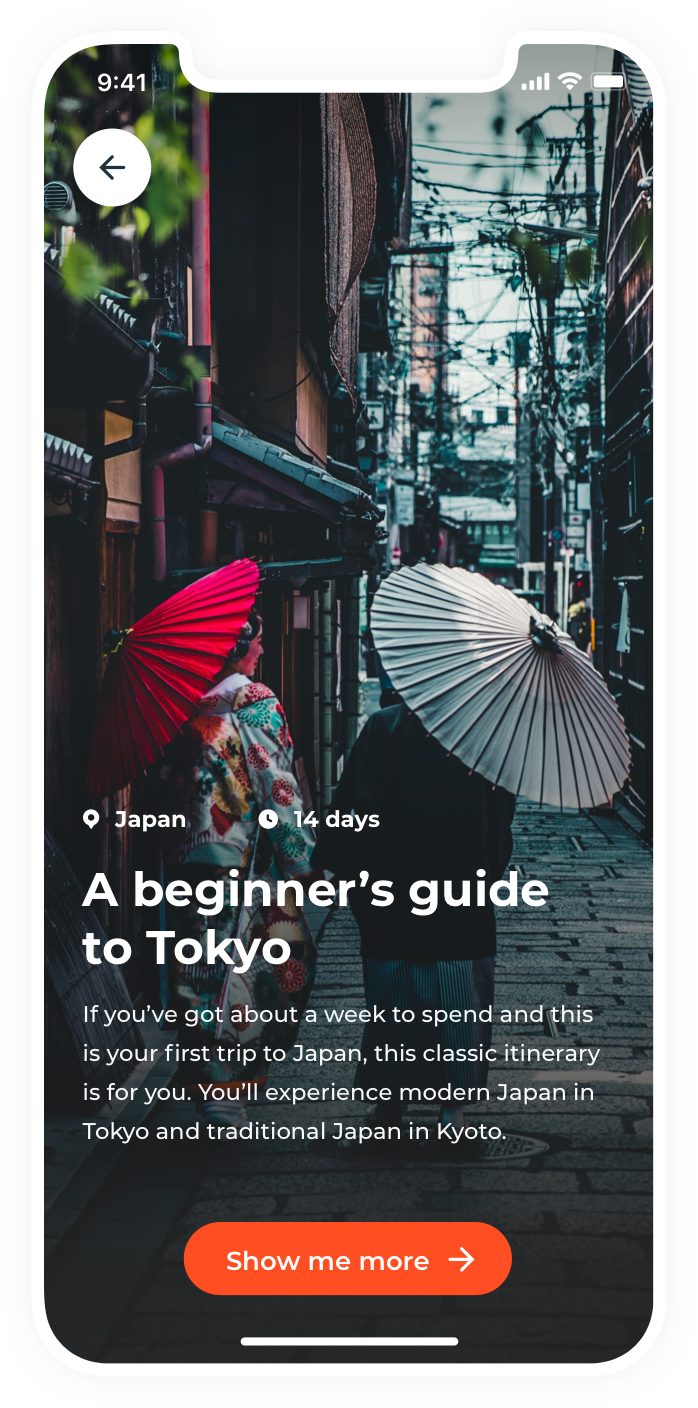 9:41
Japan 14 days
A beginner’s guide
to Tokyo
If you’ve got about a week to spend and this
is your first trip to Japan, this classic itinerary
is for you. You’ll experience modern Japan in
Tokyo and traditional Japan in Kyoto.
Show me more